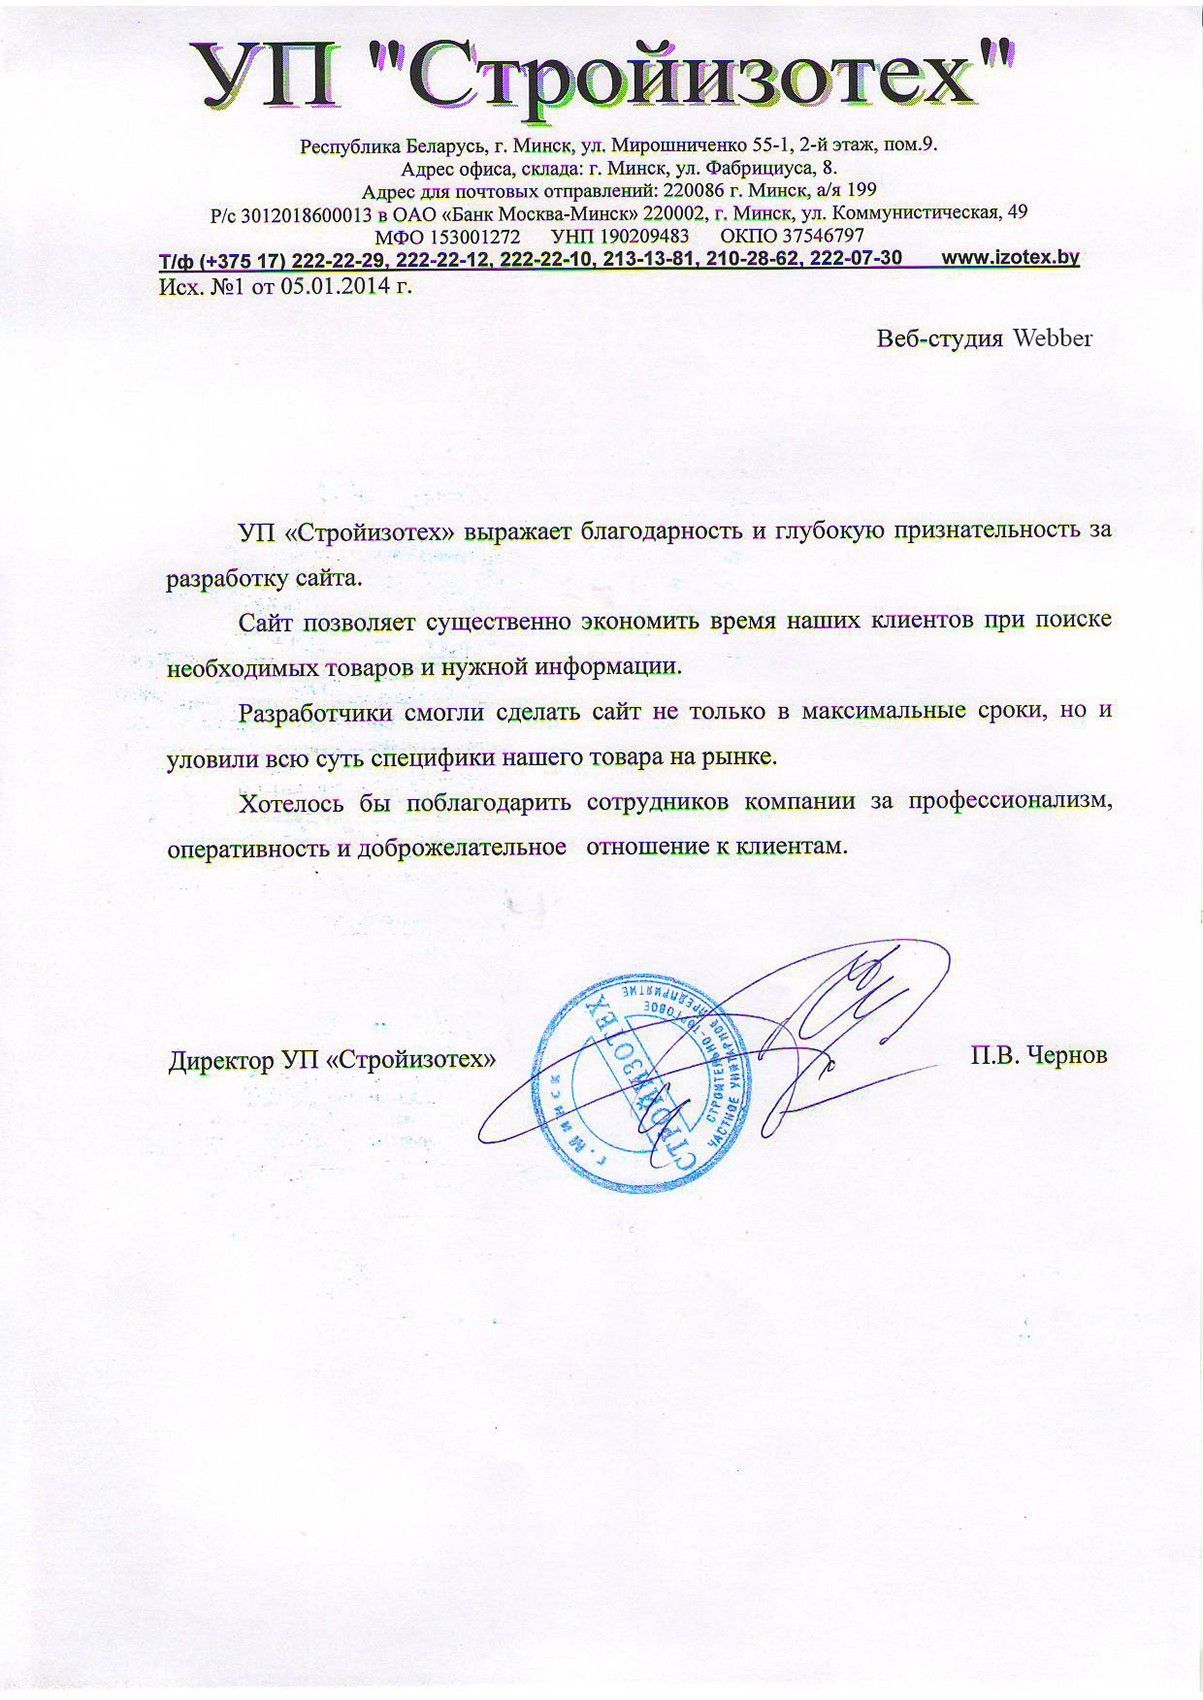 УП "Стройизотех"
Республика Беларусь, г. Минск, ул. Мирошниченко 55-1, 2-й этаж, пом.9.
Адрес офиса, склада: г. Минск, ул. Фабрициуса, 8.
Адрес для почтовых отправлений: 220086 г. Минск, а/я 199
Р/с 3012018600013 в ОАО «Банк Москва-Минск» 220002, г. Минск, ул. Коммунистическая, 49
МФО 153001272 УНП 190209483 ОКПО 37546797
Т/ф (+375 17) 222-22-29, 222-22-12, 222-22-10, 213-13-81, 210-28-62, 222-07-30 www.izotex.by
Исх. №1 от 05.01.2014 г.
Веб-студия Webber
УП «Стройизотех» выражает благодарность и глубокую признательность за
разработку сайта.
Сайт позволяет существенно экономить время наших клиентов при поиске
необходимых товаров и нужной информации.
Разработчики смогли сделать сайт не только в максимальные сроки, но и
уловили всю суть специфики нашего товара на рынке.
Хотелось бы поблагодарить сотрудников компании за профессионализм,
оперативность и доброжелательное отношение к клиентам.
Директор УП «Стройизотех»
П.В. Чернов
ЧАСТНОЕ УНИТАРНОЕ ПРЕДПРИЯТИЕ
СТРОИТЕЛЬНО-ТОРГОВОЕ
СТРОЙИЗОТЕХ
г. Минск